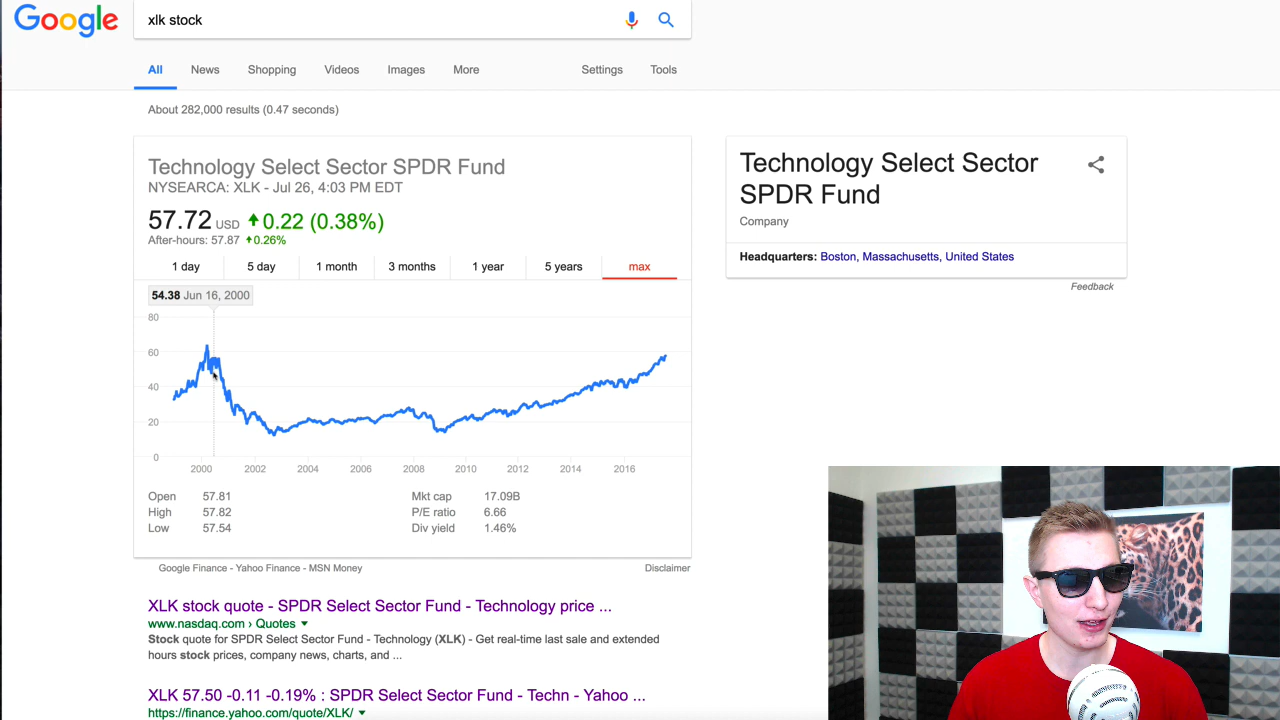 Google
xlk stock
All News Shopping Videos Images More Settings Tools
About 282,000 results (0.47 seconds)
Technology Select Sector SPDR Fund
NYSEARCA: XLK - Jul 26, 4:03 PM EDT
57.72 USD 0.22 (0.38%)
After-hours: 57.87 0.26%
1 day 5 day 1 month 3 months 1 year 5 years max
54.38 Jun 16, 2000
80
60
40
20
0
2000 2002 2004 2006 2008 2010 2012 2014 2016
Open 57.81 Mkt cap 17.09B
High 57.82 P/E ratio 6.66
Low 57.54 Div yield 1.46%
Google Finance - Yahoo Finance - MSN Money Disclaimer
XLK stock quote - SPDR Select Sector Fund - Technology price ...
www.nasdaq.com › Quotes
Stock quote for SPDR Select Sector Fund - Technology (XLK) - Get real-time last sale and extended
hours stock prices, company news, charts, and ...
XLK 57.50 -0.11 -0.19% : SPDR Select Sector Fund - Techn - Yahoo ...
https://finance.yahoo.com/quote/XLK/
Technology Select Sector
SPDR Fund
Company
Headquarters: Boston, Massachusetts, United States
Feedback